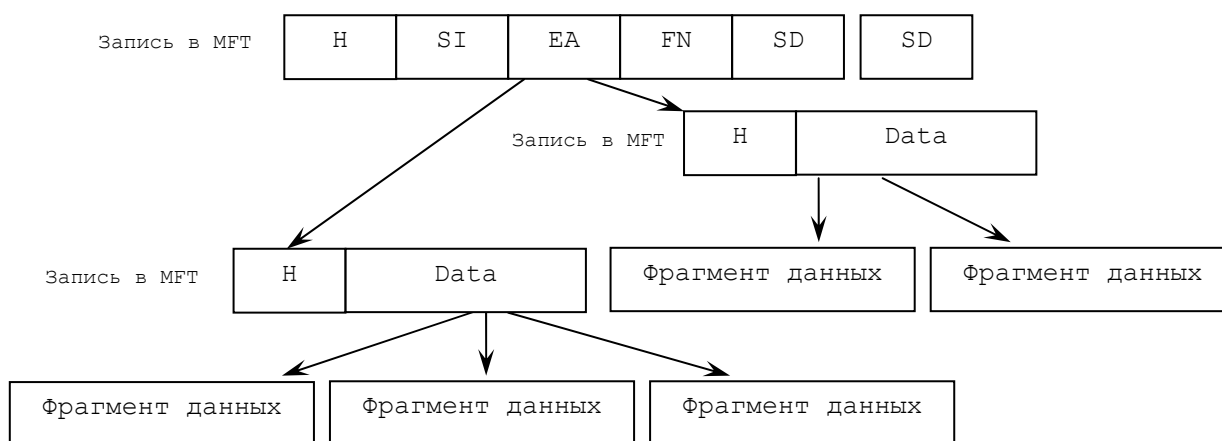 Запись в MFT H SI EA FN SD SD
Запись в MFT H Data
Запись в MFT H Data Фрагмент данных Фрагмент данных
Фрагмент данных Фрагмент данных Фрагмент данных